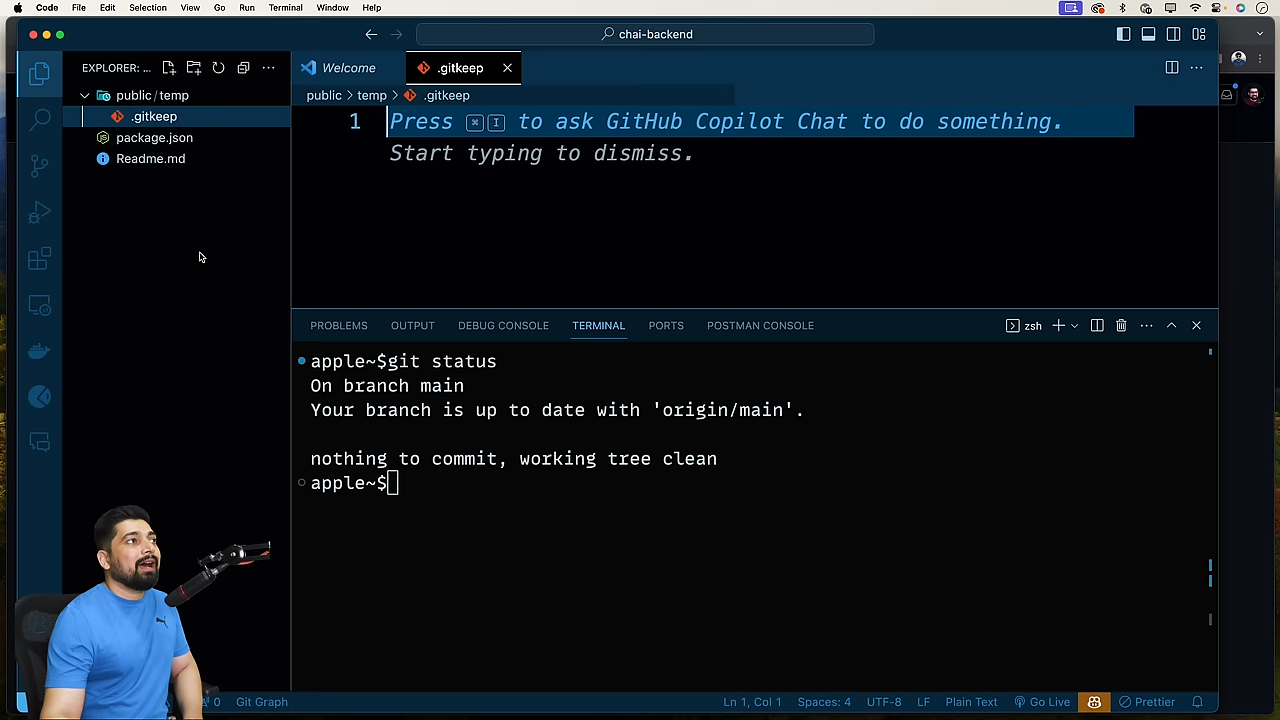 Code File Edit Selection View Go Run Terminal Window Help
chai-backend
EXPLORER: ...
Welcome
.gitkeep
public/temp
public > temp > .gitkeep
.gitkeep
package.json
Readme.md
1
Press ⌘ I to ask GitHub Copilot Chat to do something.
Start typing to dismiss.
PROBLEMS OUTPUT DEBUG CONSOLE TERMINAL PORTS POSTMAN CONSOLE
zsh
apple~$git status
On branch main
Your branch is up to date with 'origin/main'.
nothing to commit, working tree clean
apple~$
0 Git Graph
Ln 1, Col 1 Spaces: 4 UTF-8 LF Plain Text Go Live Prettier